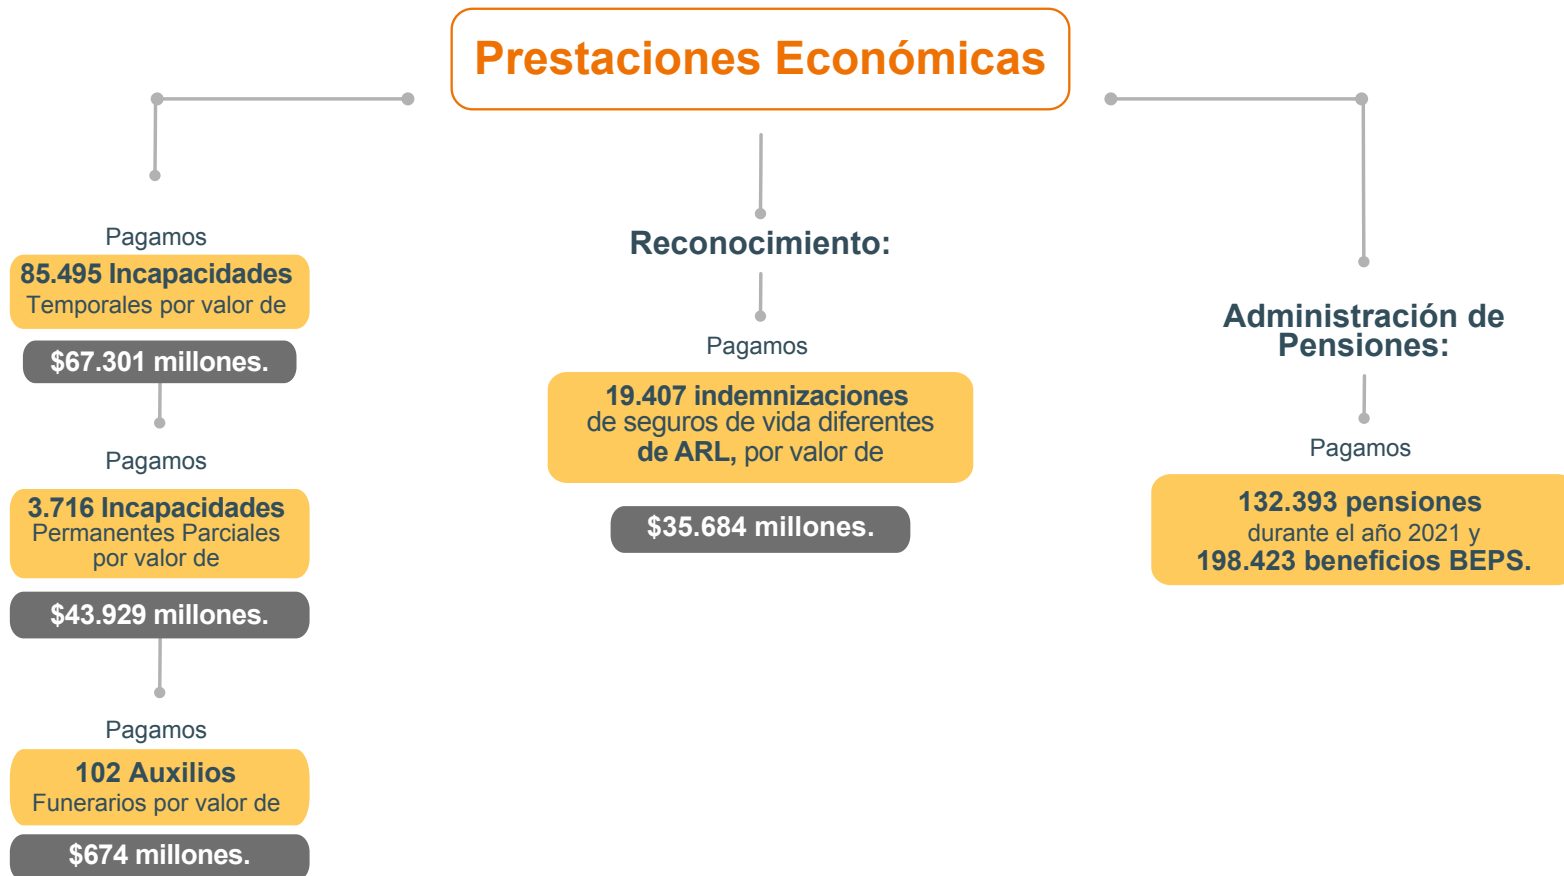 Prestaciones Económicas
Pagamos
85.495 Incapacidades
Temporales por valor de
$67.301 millones.
Pagamos
3.716 Incapacidades
Permanentes Parciales
por valor de
$43.929 millones.
Pagamos
102 Auxilios
Funerarios por valor de
$674 millones.
Reconocimiento:
Pagamos
19.407 indemnizaciones
de seguros de vida diferentes
de ARL, por valor de
$35.684 millones.
Administración de
Pensiones:
Pagamos
132.393 pensiones
durante el año 2021 y
198.423 beneficios BEPS.